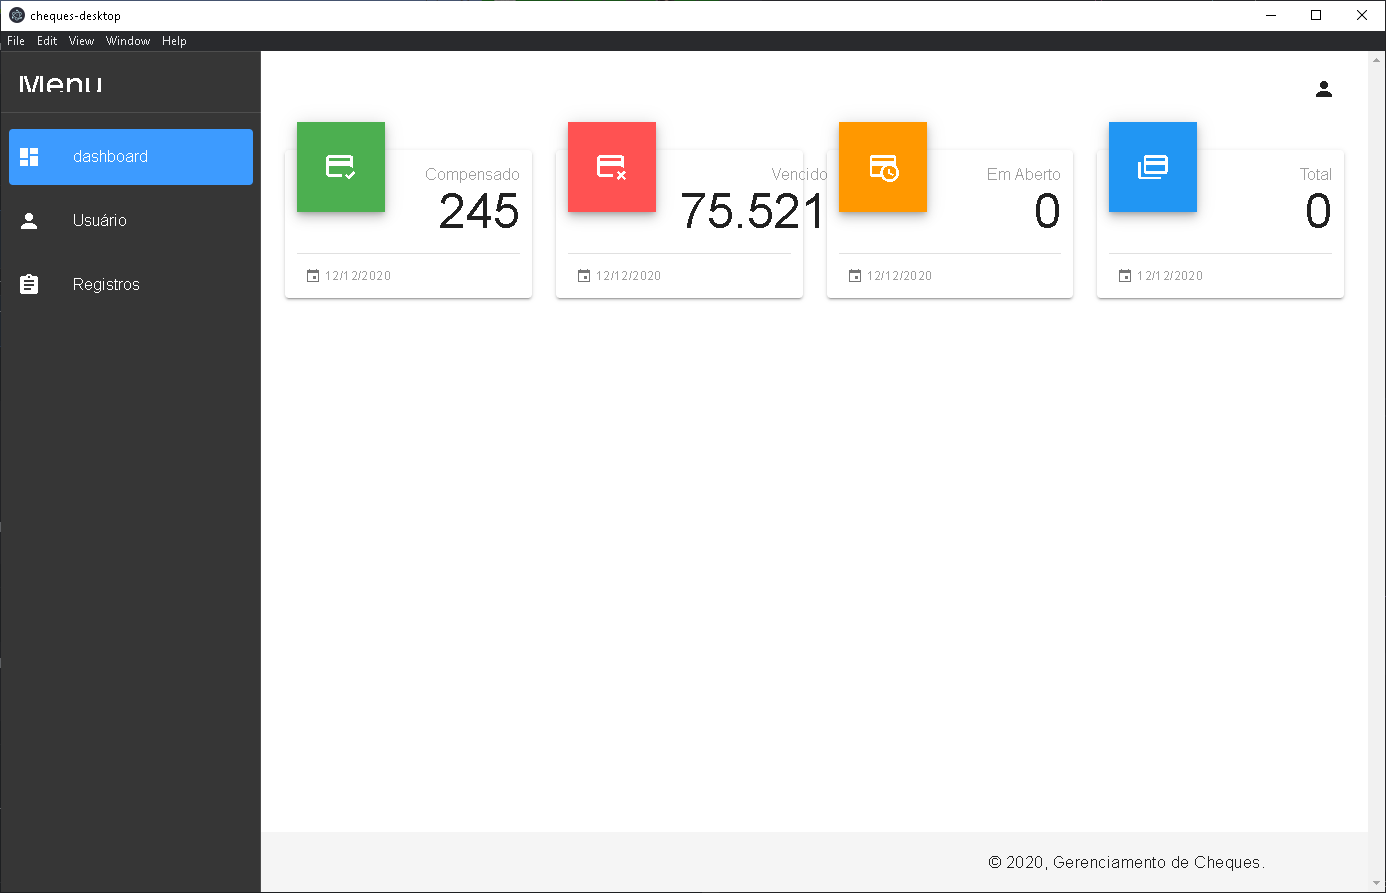 cheques-desktop
File Edit View Window Help
Menu
dashboard
Usuário
Registros
Compensado
245
12/12/2020
Vencido
75.521
12/12/2020
Em Aberto
0
12/12/2020
Total
0
12/12/2020
© 2020, Gerenciamento de Cheques.